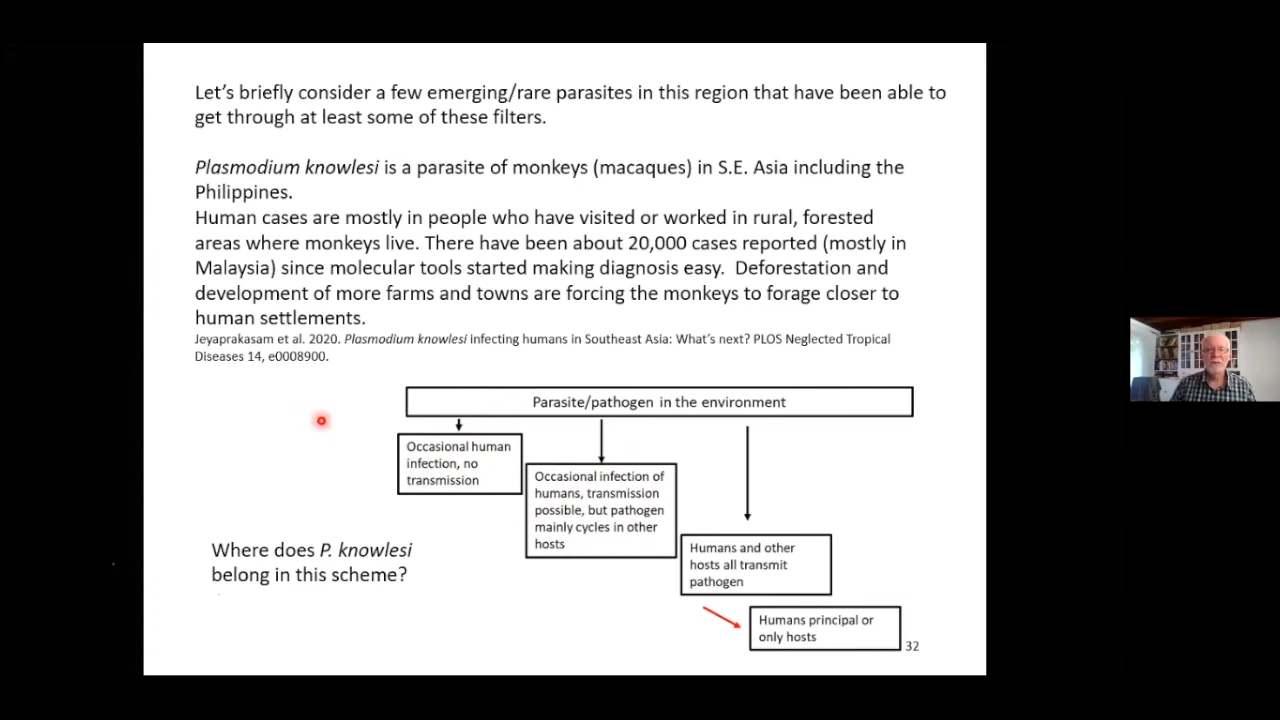 Let's briefly consider a few emerging/rare parasites in this region that have been able to
get through at least some of these filters.
Plasmodium knowlesi is a parasite of monkeys (macaques) in S.E. Asia including the
Philippines.
Human cases are mostly in people who have visited or worked in rural, forested
areas where monkeys live. There have been about 20,000 cases reported (mostly in
Malaysia) since molecular tools started making diagnosis easy.  Deforestation and
development of more farms and towns are forcing the monkeys to forage closer to
human settlements.
Jeyaprakasam et al. 2020. Plasmodium knowlesi infecting humans in Southeast Asia: What's next? PLOS Neglected Tropical
Diseases 14, e0008900.
Parasite/pathogen in the environment
Occasional human
infection, no
transmission
Occasional infection of
humans, transmission
possible, but pathogen
mainly cycles in other
hosts
Humans and other
hosts all transmit
pathogen
Humans principal or
only hosts
Where does P. knowlesi
belong in this scheme?
32